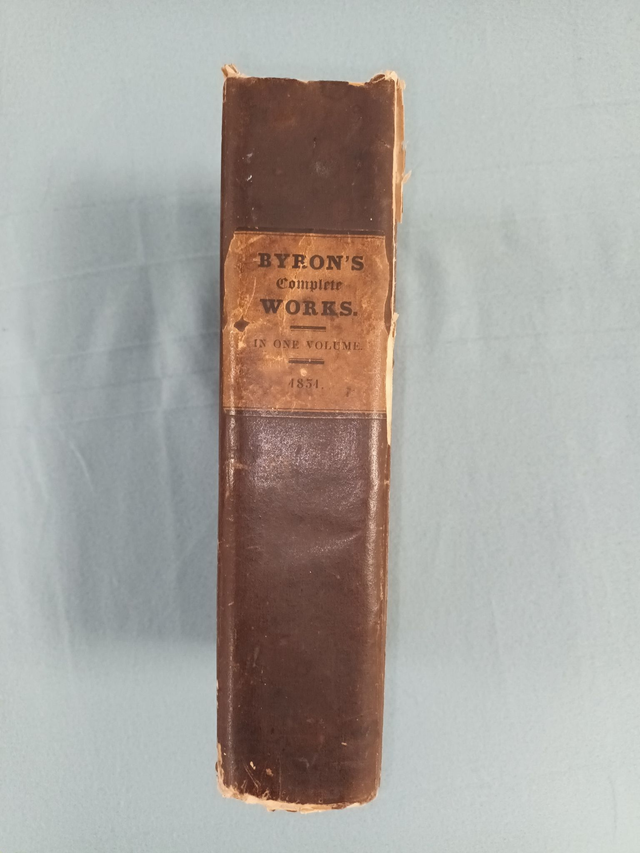 BYRON'S
Complete
WORKS.
IN ONE VOLUME.
1831.